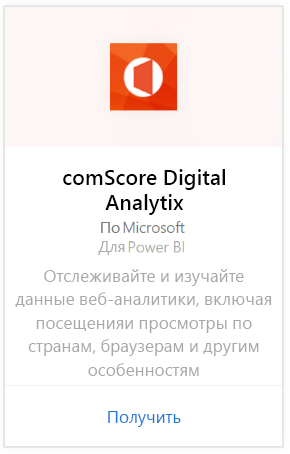 comScore Digital
Analytix
По Microsoft
Для Power BI
Отслеживайте и изучайте
данные веб-аналитики, включая
посещенияи просмотры по
странам, браузерам и другим
особенностям
Получить